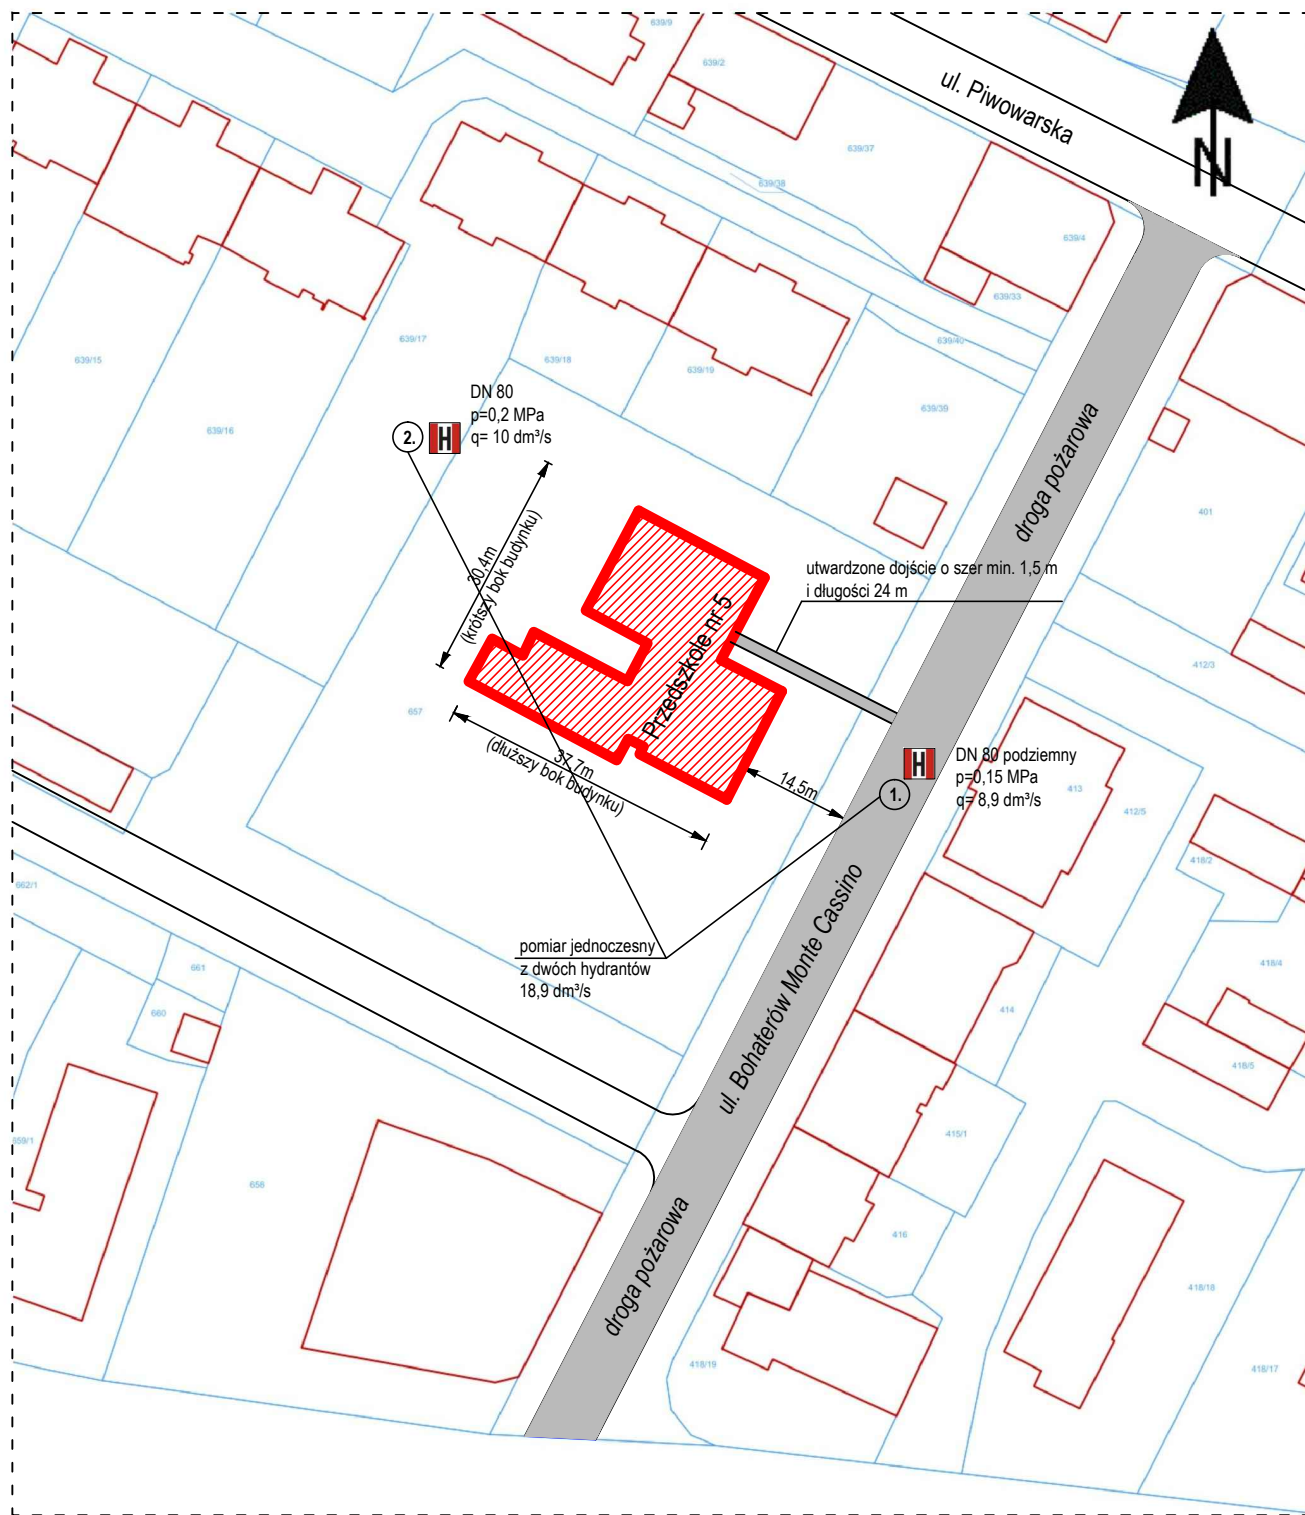 639/9
639/2
ul. Piwowarska
N
639/37
639/38
639/4
639/33
639/40
639/15
639/17
639/18
639/19
639/39
639/16
DN 80
p=0,2 MPa
q= 10 dm³/s
2.
H
droga pożarowa
401
30,4m
(krótszy bok budynku)
utwardzone dojście o szer min. 1,5 m
i długości 24 m
Przedszkole nr 5
412/3
657
37,7m
(dłuższy bok budynku)
14,5m
H
1.
DN 80 podziemny
p=0,15 MPa
q= 8,9 dm³/s
413
412/5
418/2
662/1
ul. Bohaterów Monte Cassino
pomiar jednoczesny
z dwóch hydrantów
18,9 dm³/s
661
660
414
418/4
418/5
659/1
415/1
658
416
droga pożarowa
418/18
418/19
418/17